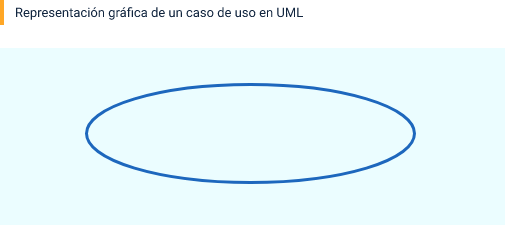 Representación gráfica de un caso de uso en UML